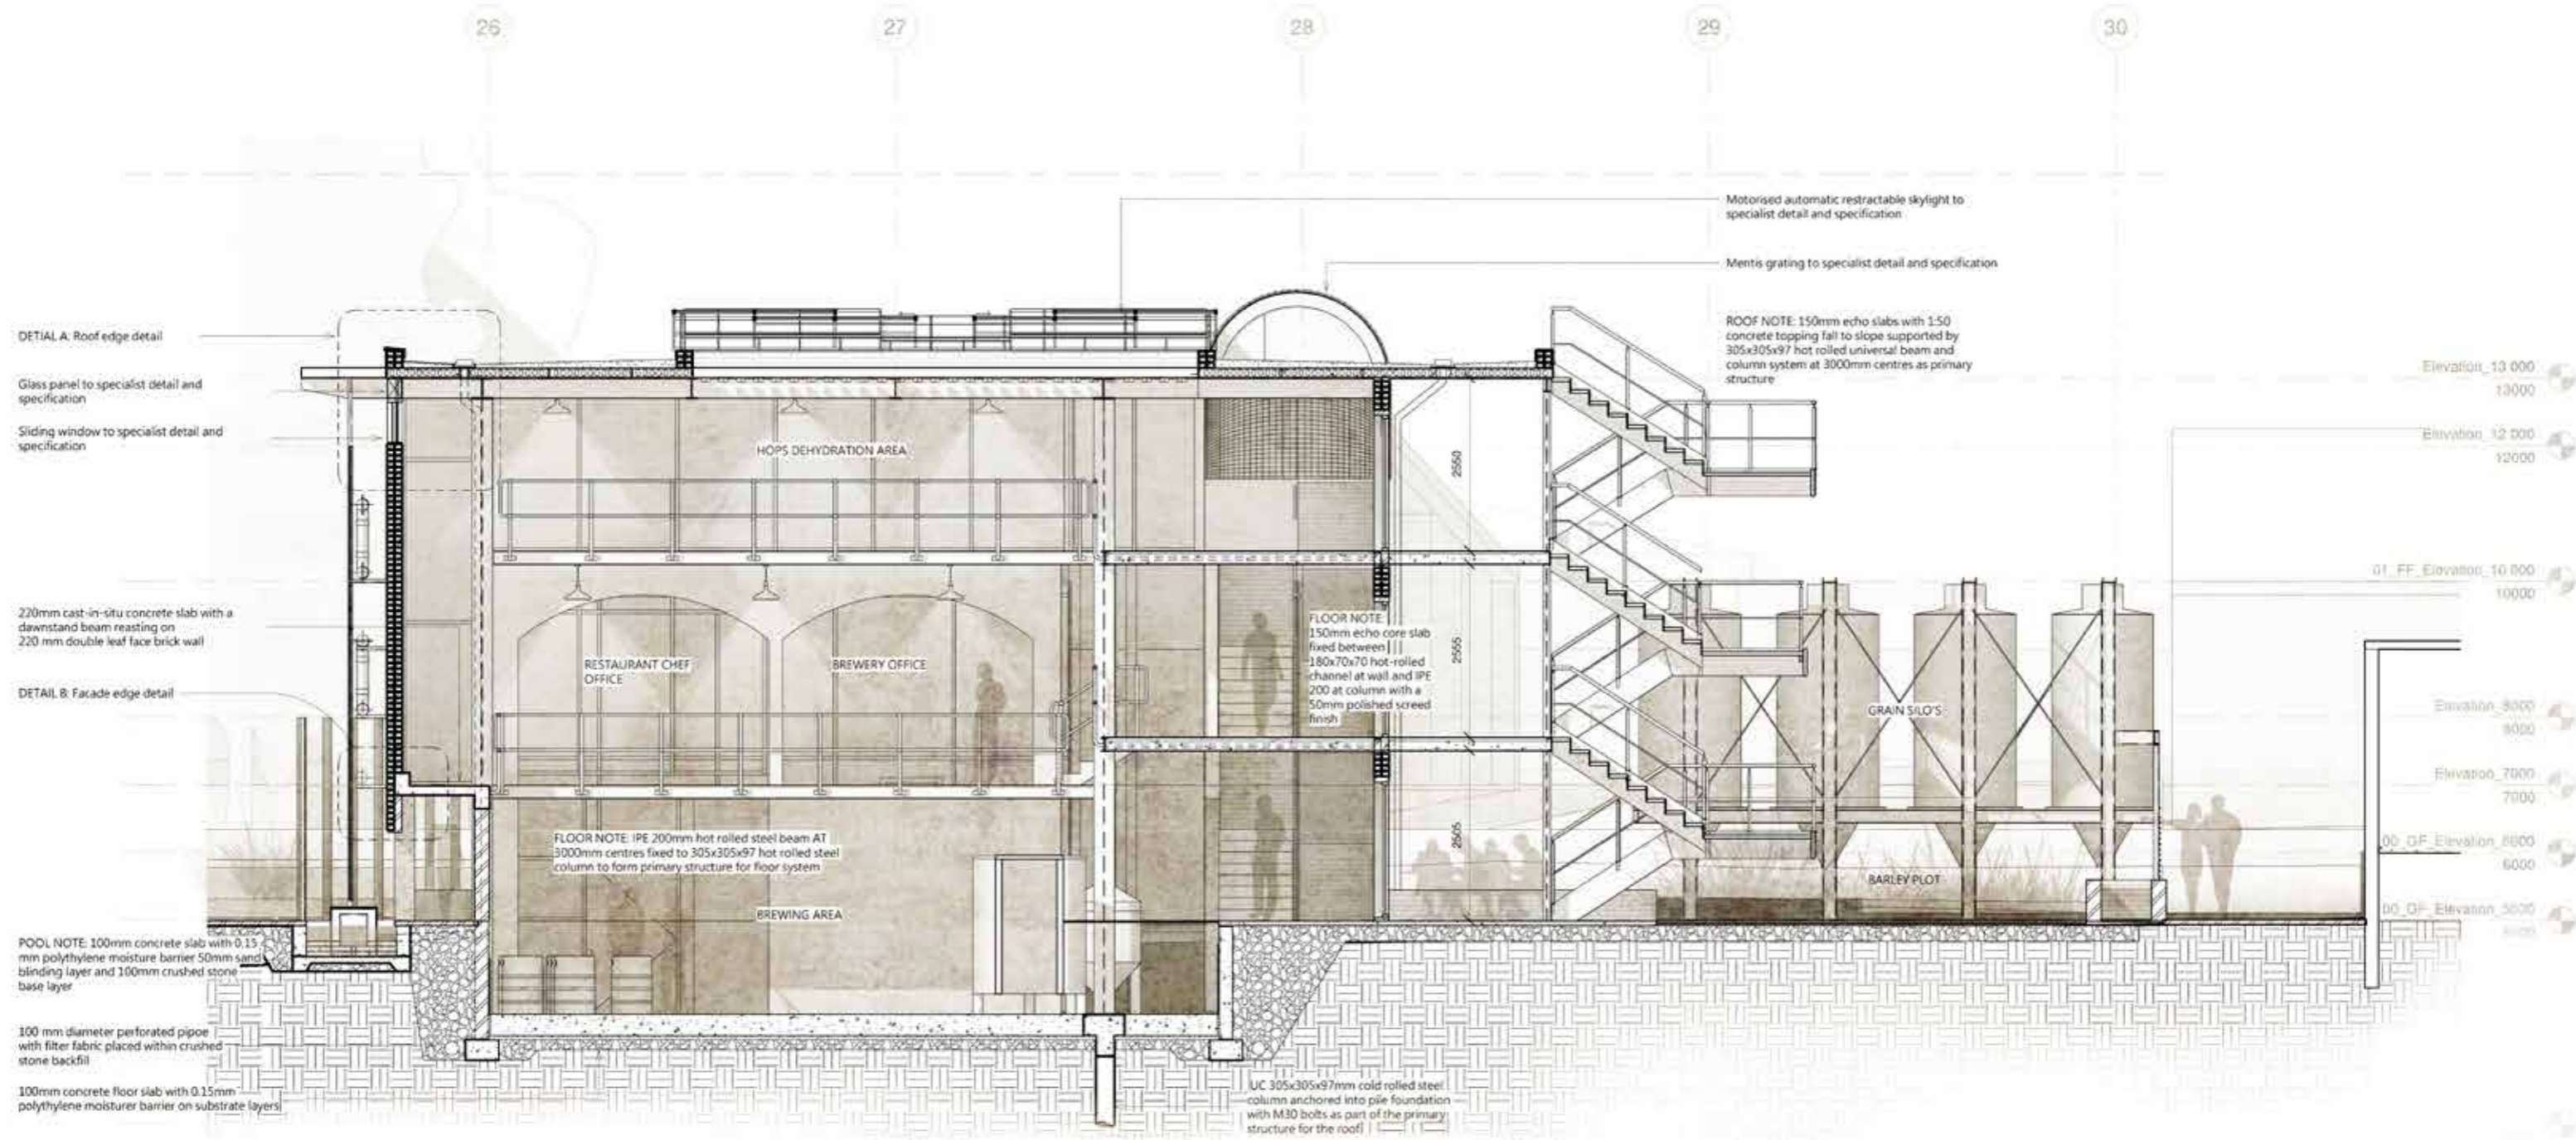 26
27
28
29
30
Motorised automatic restractable skylight to
specialist detail and specification
Mentis grating to specialist detail and specification
ROOF NOTE: 150mm echo slabs with 1:50
concrete topping fall to slope supported by
305x305x97 hot rolled universal beam and
column system at 3000mm centres as primary
structure
DETIAL A: Roof edge detail
Glass panel to specialist detail and
specification
Sliding window to specialist detail and
specification
220mm cast-in-situ concrete slab with a
dawnstand beam reasting on
220 mm double leaf face brick wall
DETAIL B: Facade edge detail
POOL NOTE: 100mm concrete slab with 0.15
mm polythylene moisture barrier 50mm sand
blinding layer and 100mm crushed stone
base layer
100 mm diameter perforated pipoe
with filter fabric placed within crushed
stone backfill
100mm concrete floor slab with 0.15mm
polythylene moisturer barrier on substrate layers
HOPS DEHYDRATION AREA
RESTAURANT CHEF
OFFICE
BREWERY OFFICE
FLOOR NOTE: IPE 200mm hot rolled steel beam AT
3000mm centres fixed to 305x305x97 hot rolled steel
column to form primary structure for floor system
BREWING AREA
FLOOR NOTE:
150mm echo core slab
fixed between
180x70x70 hot-rolled
channel at wall and IPE
200 at column with a
50mm polished screed
finish
2550
2555
2505
UC 305x305x97mm cold rolled steel
column anchored into pile foundation
with M30 bolts as part of the primary
structure for the roof
GRAIN SILO'S
BARLEY PLOT
Elevation_13 000
13000
Elevation_12 000
12000
01_FF_Elevation_10 000
10000
Elevation_8000
8000
Elevation_7000
7000
00_GF_Elevation_6000
6000
00_GF_Elevation_5000